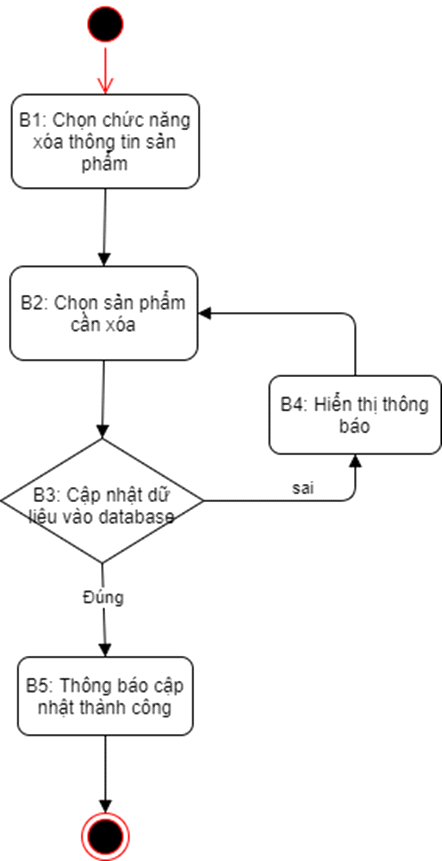 B1: Chọn chức năng
xóa thông tin sản
phẩm
B2: Chọn sản phẩm
cần xóa
B4: Hiển thị thông
báo
B3: Cập nhật dữ
liệu vào database
sai
Đúng
B5: Thông báo cập
nhật thành công